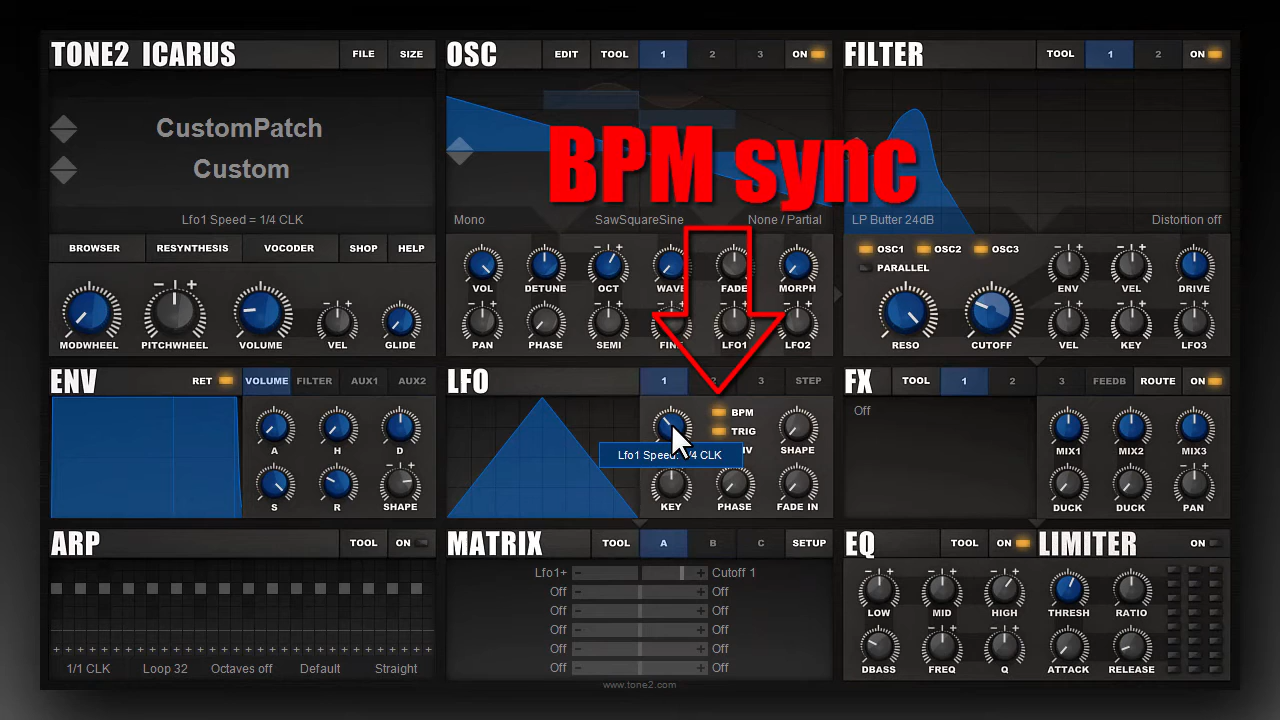 TONE2 ICARUS
FILE
SIZE
CustomPatch
Custom
Lfo1 Speed = 1/4 CLK
BROWSER
RESYNTHESIS
VOCODER
SHOP
HELP
MODWHEEL
PITCHWHEEL
VOLUME
VEL
GLIDE
OSC
EDIT
TOOL
1
2
3
ON
BPM sync
Mono
SawSquareSine
None / Partial
VOL
DETUNE
OCT
WAVE
FADE
MORPH
PAN
PHASE
SEMI
FINE
LFO1
LFO2
FILTER
TOOL
1
2
ON
LP Butter 24dB
Distortion off
OSC1
OSC2
OSC3
PARALLEL
ENV
VEL
DRIVE
RESO
CUTOFF
VEL
KEY
LFO3
ENV
RET
VOLUME
FILTER
AUX1
AUX2
A
H
D
S
R
SHAPE
LFO
1
2
3
STEP
BPM
TRIG
SHAPE
Lfo1 Speed: 1/4 CLK
KEY
PHASE
FADE IN
FX
TOOL
1
2
3
FEEDB
ROUTE
ON
Off
MIX1
MIX2
MIX3
DUCK
DUCK
PAN
ARP
TOOL
ON
1/1 CLK
Loop 32
Octaves off
Default
Straight
MATRIX
TOOL
A
B
C
SETUP
Lfo1+ - + Cutoff 1
Off - + Off
Off - + Off
Off - + Off
Off - + Off
Off - + Off
EQ
TOOL
ON
LIMITER
ON
LOW
MID
HIGH
THRESH
RATIO
DBASS
FREQ
Q
ATTACK
RELEASE
www.tone2.com